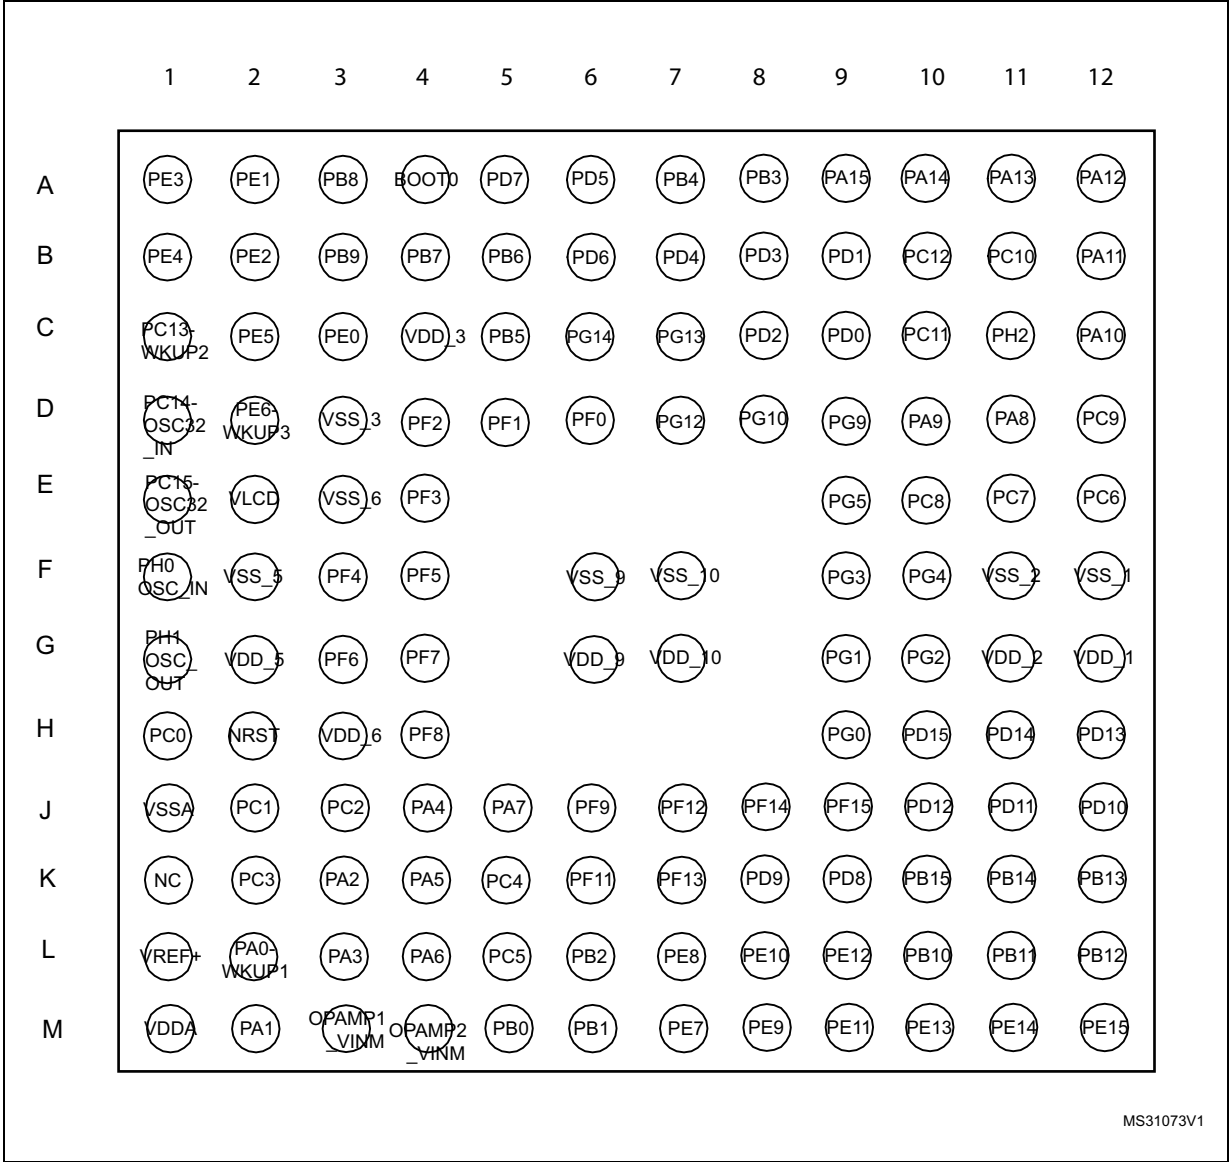 1 2 3 4 5 6 7 8 9 10 11 12
A PE3 PE1 PB8 BOOT0 PD7 PD5 PB4 PB3 PA15 PA14 PA13 PA12
B PE4 PE2 PB9 PB7 PB6 PD6 PD4 PD3 PD1 PC12 PC10 PA11
C PC13- PE5 PE0 VDD_3 PB5 PG14 PG13 PD2 PD0 PC11 PH2 PA10
WKUP2
D PC14- PE6- VSS_3 PF2 PF1 PF0 PG12 PG10 PG9 PA9 PA8 PC9
OSC32 WKUP3
_IN
E PC15- VLCD VSS_6 PF3 PG5 PC8 PC7 PC6
OSC32
_OUT
F PH0 VSS_5 PF4 PF5 VSS_9 VSS_10 PG3 PG4 VSS_2 VSS_1
OSC_IN
G PH1 VDD_5 PF6 PF7 VDD_9 VDD_10 PG1 PG2 VDD_2 VDD_1
OSC_
OUT
H PC0 NRST VDD_6 PF8 PG0 PD15 PD14 PD13
J VSSA PC1 PC2 PA4 PA7 PF9 PF12 PF14 PF15 PD12 PD11 PD10
K NC PC3 PA2 PA5 PC4 PF11 PF13 PD9 PD8 PB15 PB14 PB13
L VREF+ PA0- PA3 PA6 PC5 PB2 PE8 PE10 PE12 PB10 PB11 PB12
WKUP1
M VDDA PA1 OPAMP1 OPAMP2 PB0 PB1 PE7 PE9 PE11 PE13 PE14 PE15
_VINM _VINM
MS31073V1